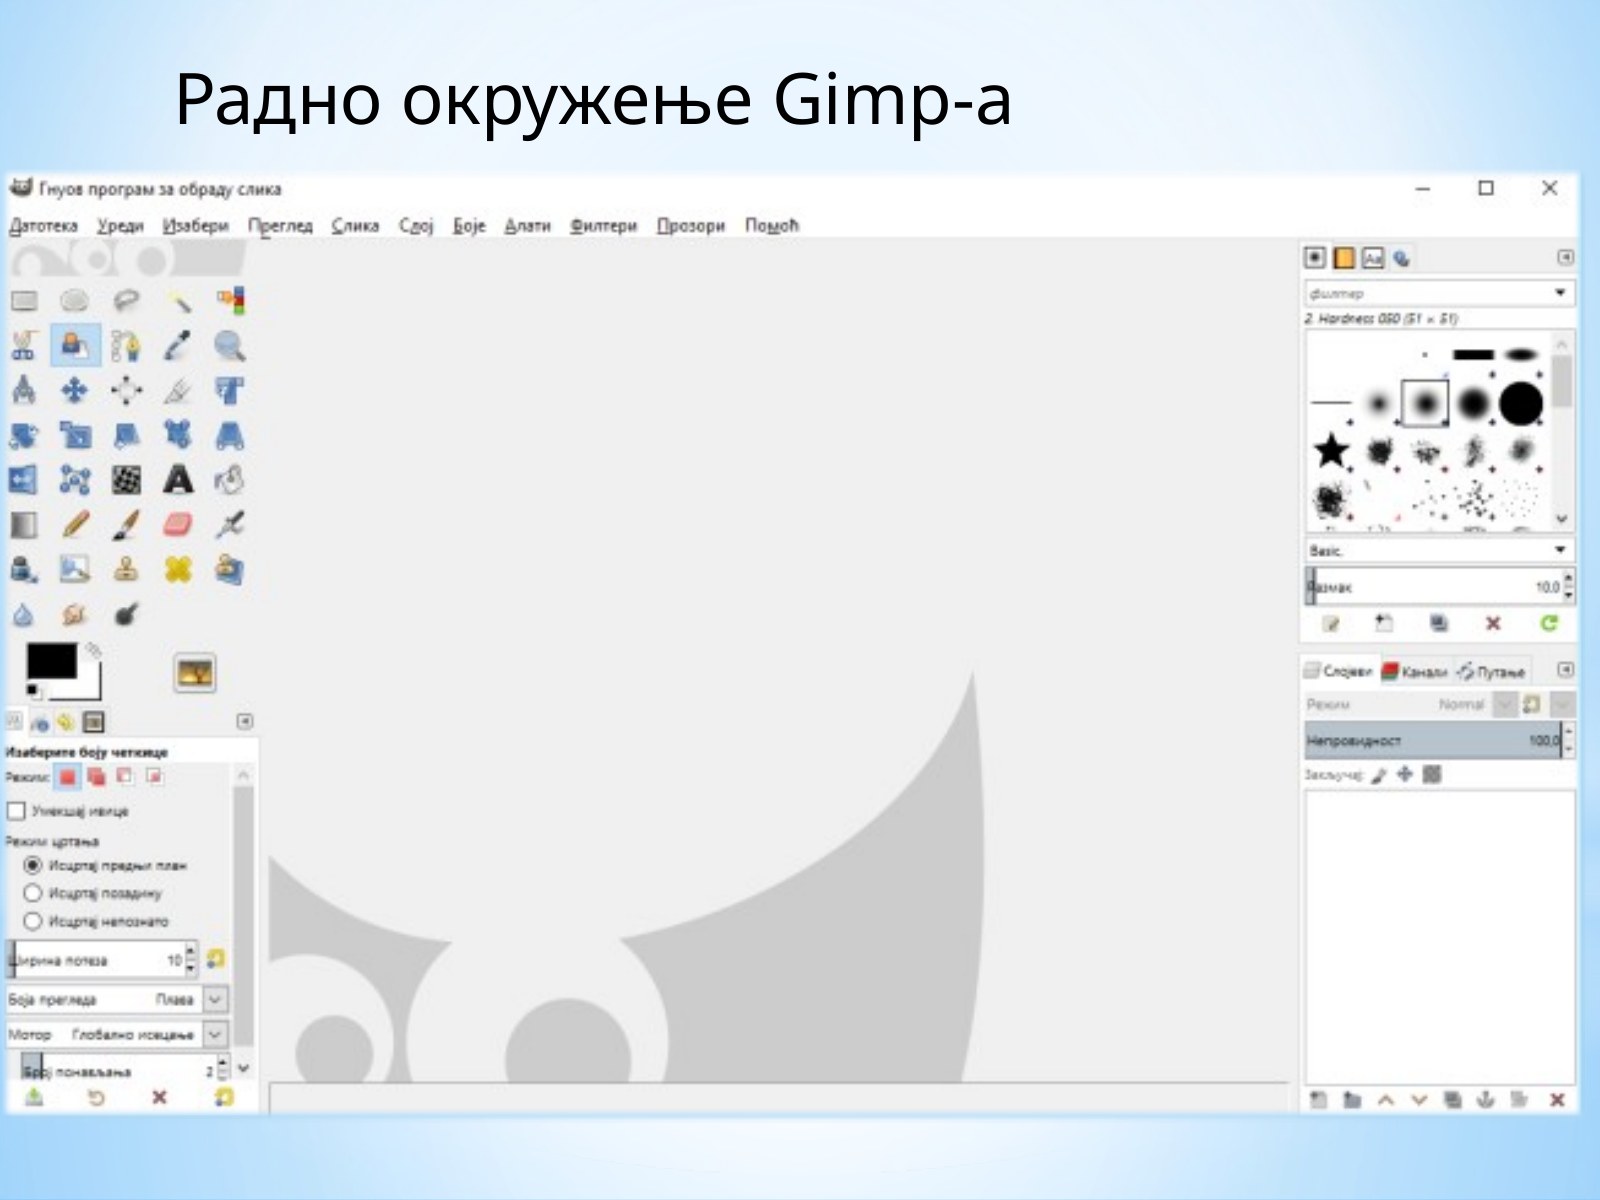 Радно окружење Gimp-а
Гнуов програм за обраду слика
Датотека Уреди Изабери Преглед Слика Слој Боје Алати Филтери Прозори Помоћ
филтер
2. Hardness 050 (51 × 51)
Basic,
Размак 10,0
Слојеви Канали Путање
Режим Normal
Непровидност 100,0
Закључај:
Изаберите боју четкице
Режим:
Умекшај ивице
Режим цртања
Исцртај предњи план
Исцртај позадину
Исцртај непознато
Ширина потеза 10
Боја прегледа Плава
Мотор Глобално исецање
Број понављања 2